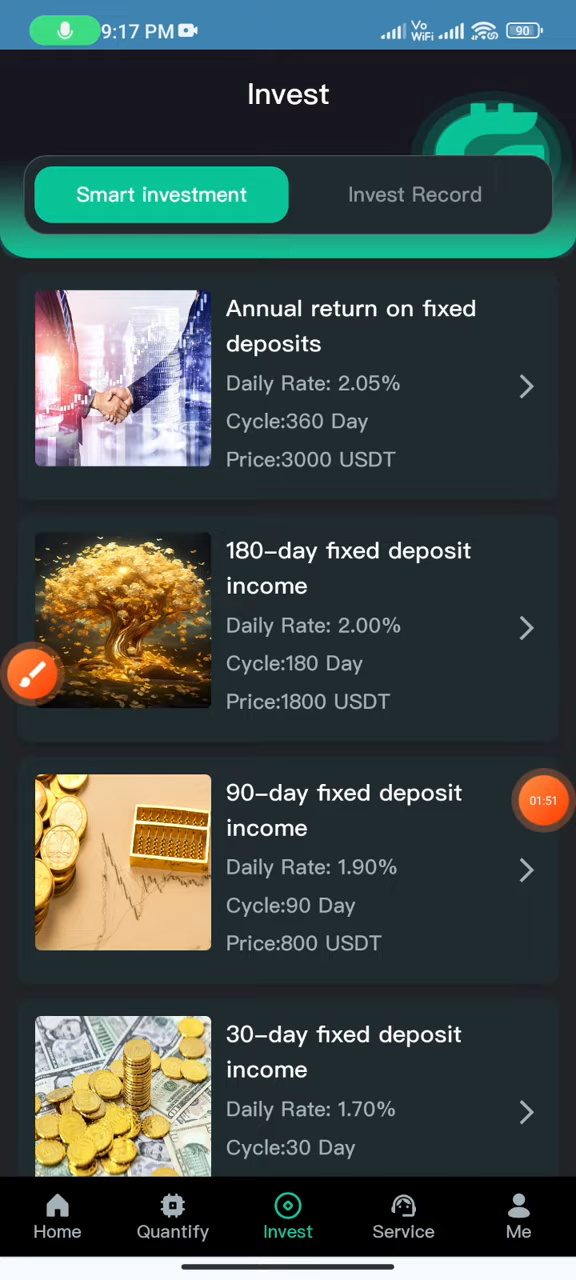 9:17 PM
Vo
WiFi
90
Invest
Smart investment
Invest Record
Annual return on fixed
deposits
Daily Rate: 2.05%
Cycle:360 Day
Price:3000 USDT
180-day fixed deposit
income
Daily Rate: 2.00%
Cycle:180 Day
Price:1800 USDT
01:51
90-day fixed deposit
income
Daily Rate: 1.90%
Cycle:90 Day
Price:800 USDT
30-day fixed deposit
income
Daily Rate: 1.70%
Cycle:30 Day
Home
Quantify
Invest
Service
Me